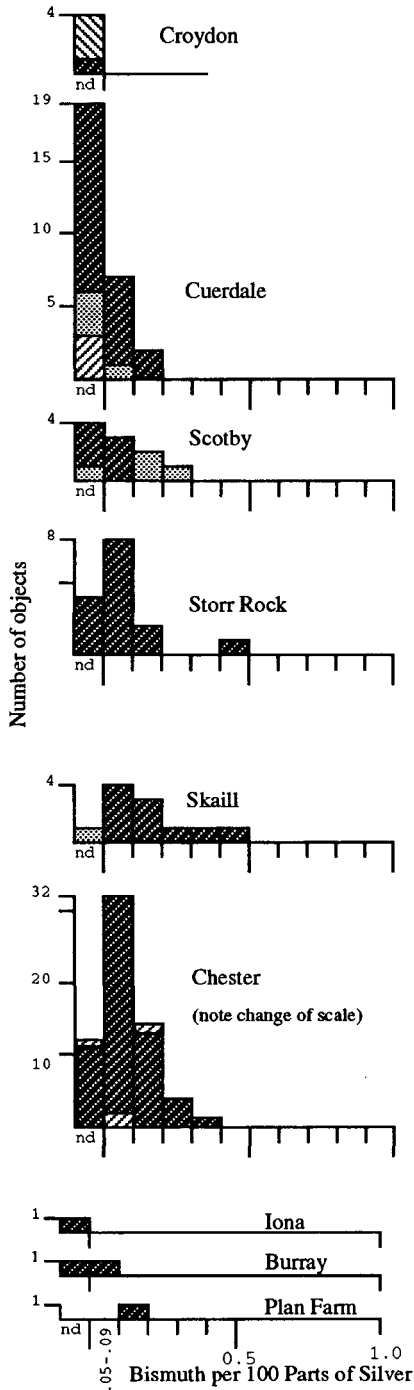 4
Croydon
nd
19
15
10
5
Cuerdale
nd
4
Scotby
nd
8
Storr Rock
nd
Number of objects
4
Skaill
nd
32
20
10
Chester
(note change of scale)
nd
1 Iona
1 Burray
1 Plan Farm
nd .05-.09 0.5 1.0
Bismuth per 100 Parts of Silver